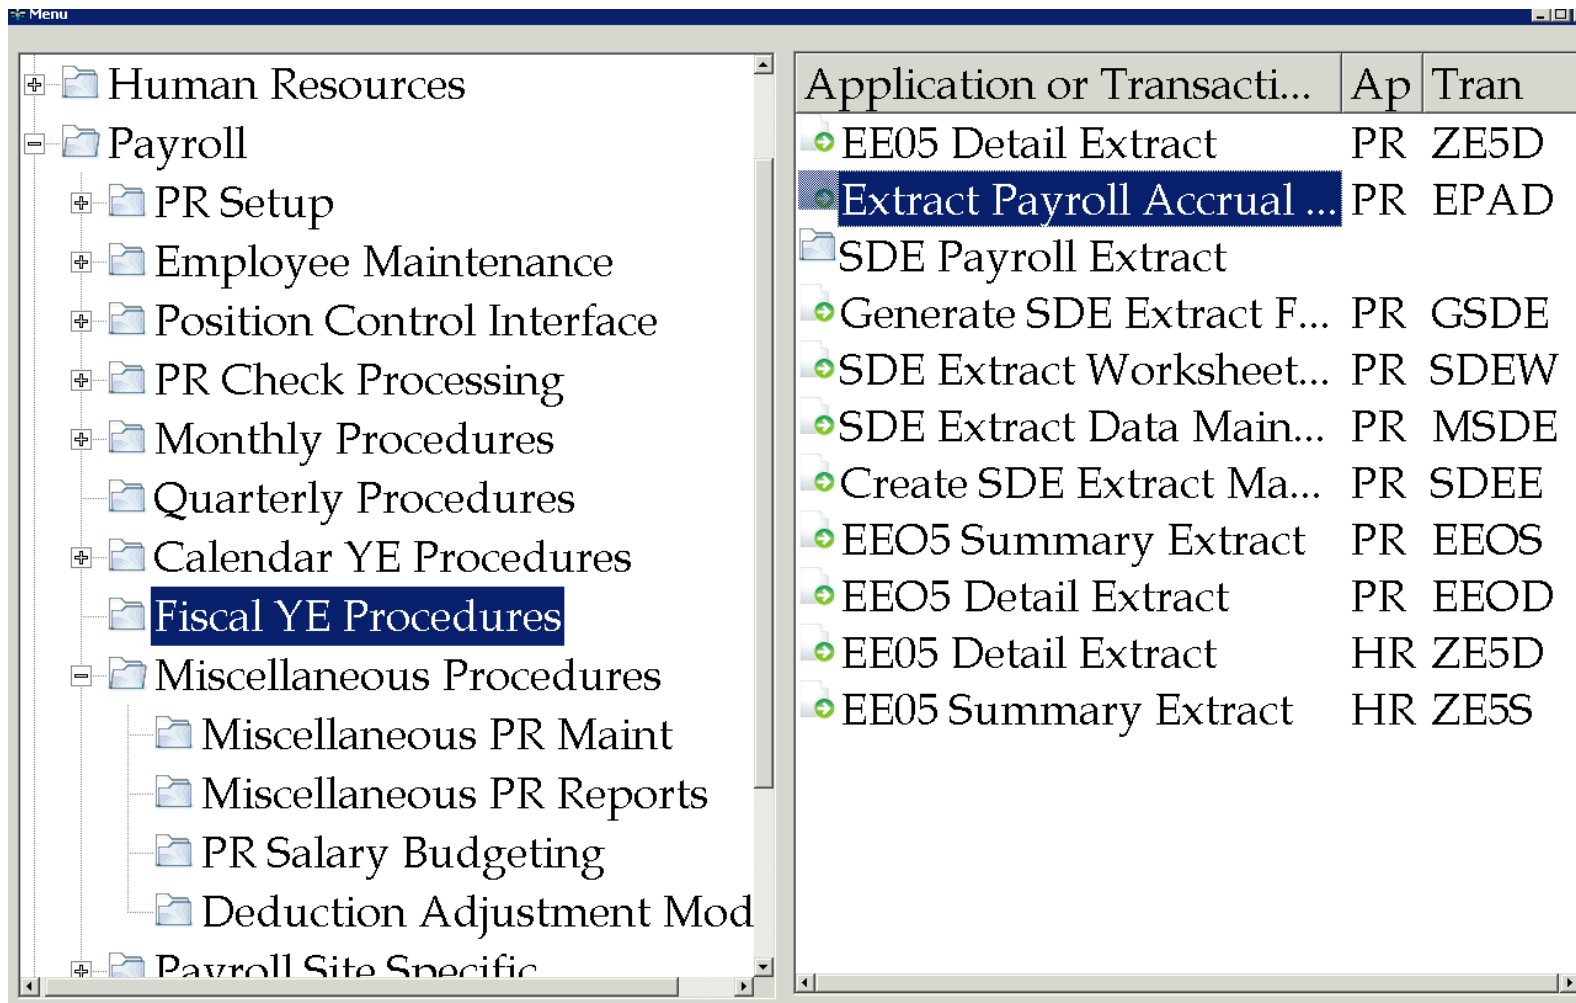 Menu
Human Resources
Payroll
PR Setup
Employee Maintenance
Position Control Interface
PR Check Processing
Monthly Procedures
Quarterly Procedures
Calendar YE Procedures
Fiscal YE Procedures
Miscellaneous Procedures
Miscellaneous PR Maint
Miscellaneous PR Reports
PR Salary Budgeting
Deduction Adjustment Mod
Payroll Site Specific
Application or Transacti... Ap Tran
EE05 Detail Extract PR ZE5D
Extract Payroll Accrual ... PR EPAD
SDE Payroll Extract
Generate SDE Extract F... PR GSDE
SDE Extract Worksheet... PR SDEW
SDE Extract Data Main... PR MSDE
Create SDE Extract Ma... PR SDEE
EEO5 Summary Extract PR EEOS
EEO5 Detail Extract PR EEOD
EE05 Detail Extract HR ZE5D
EE05 Summary Extract HR ZE5S